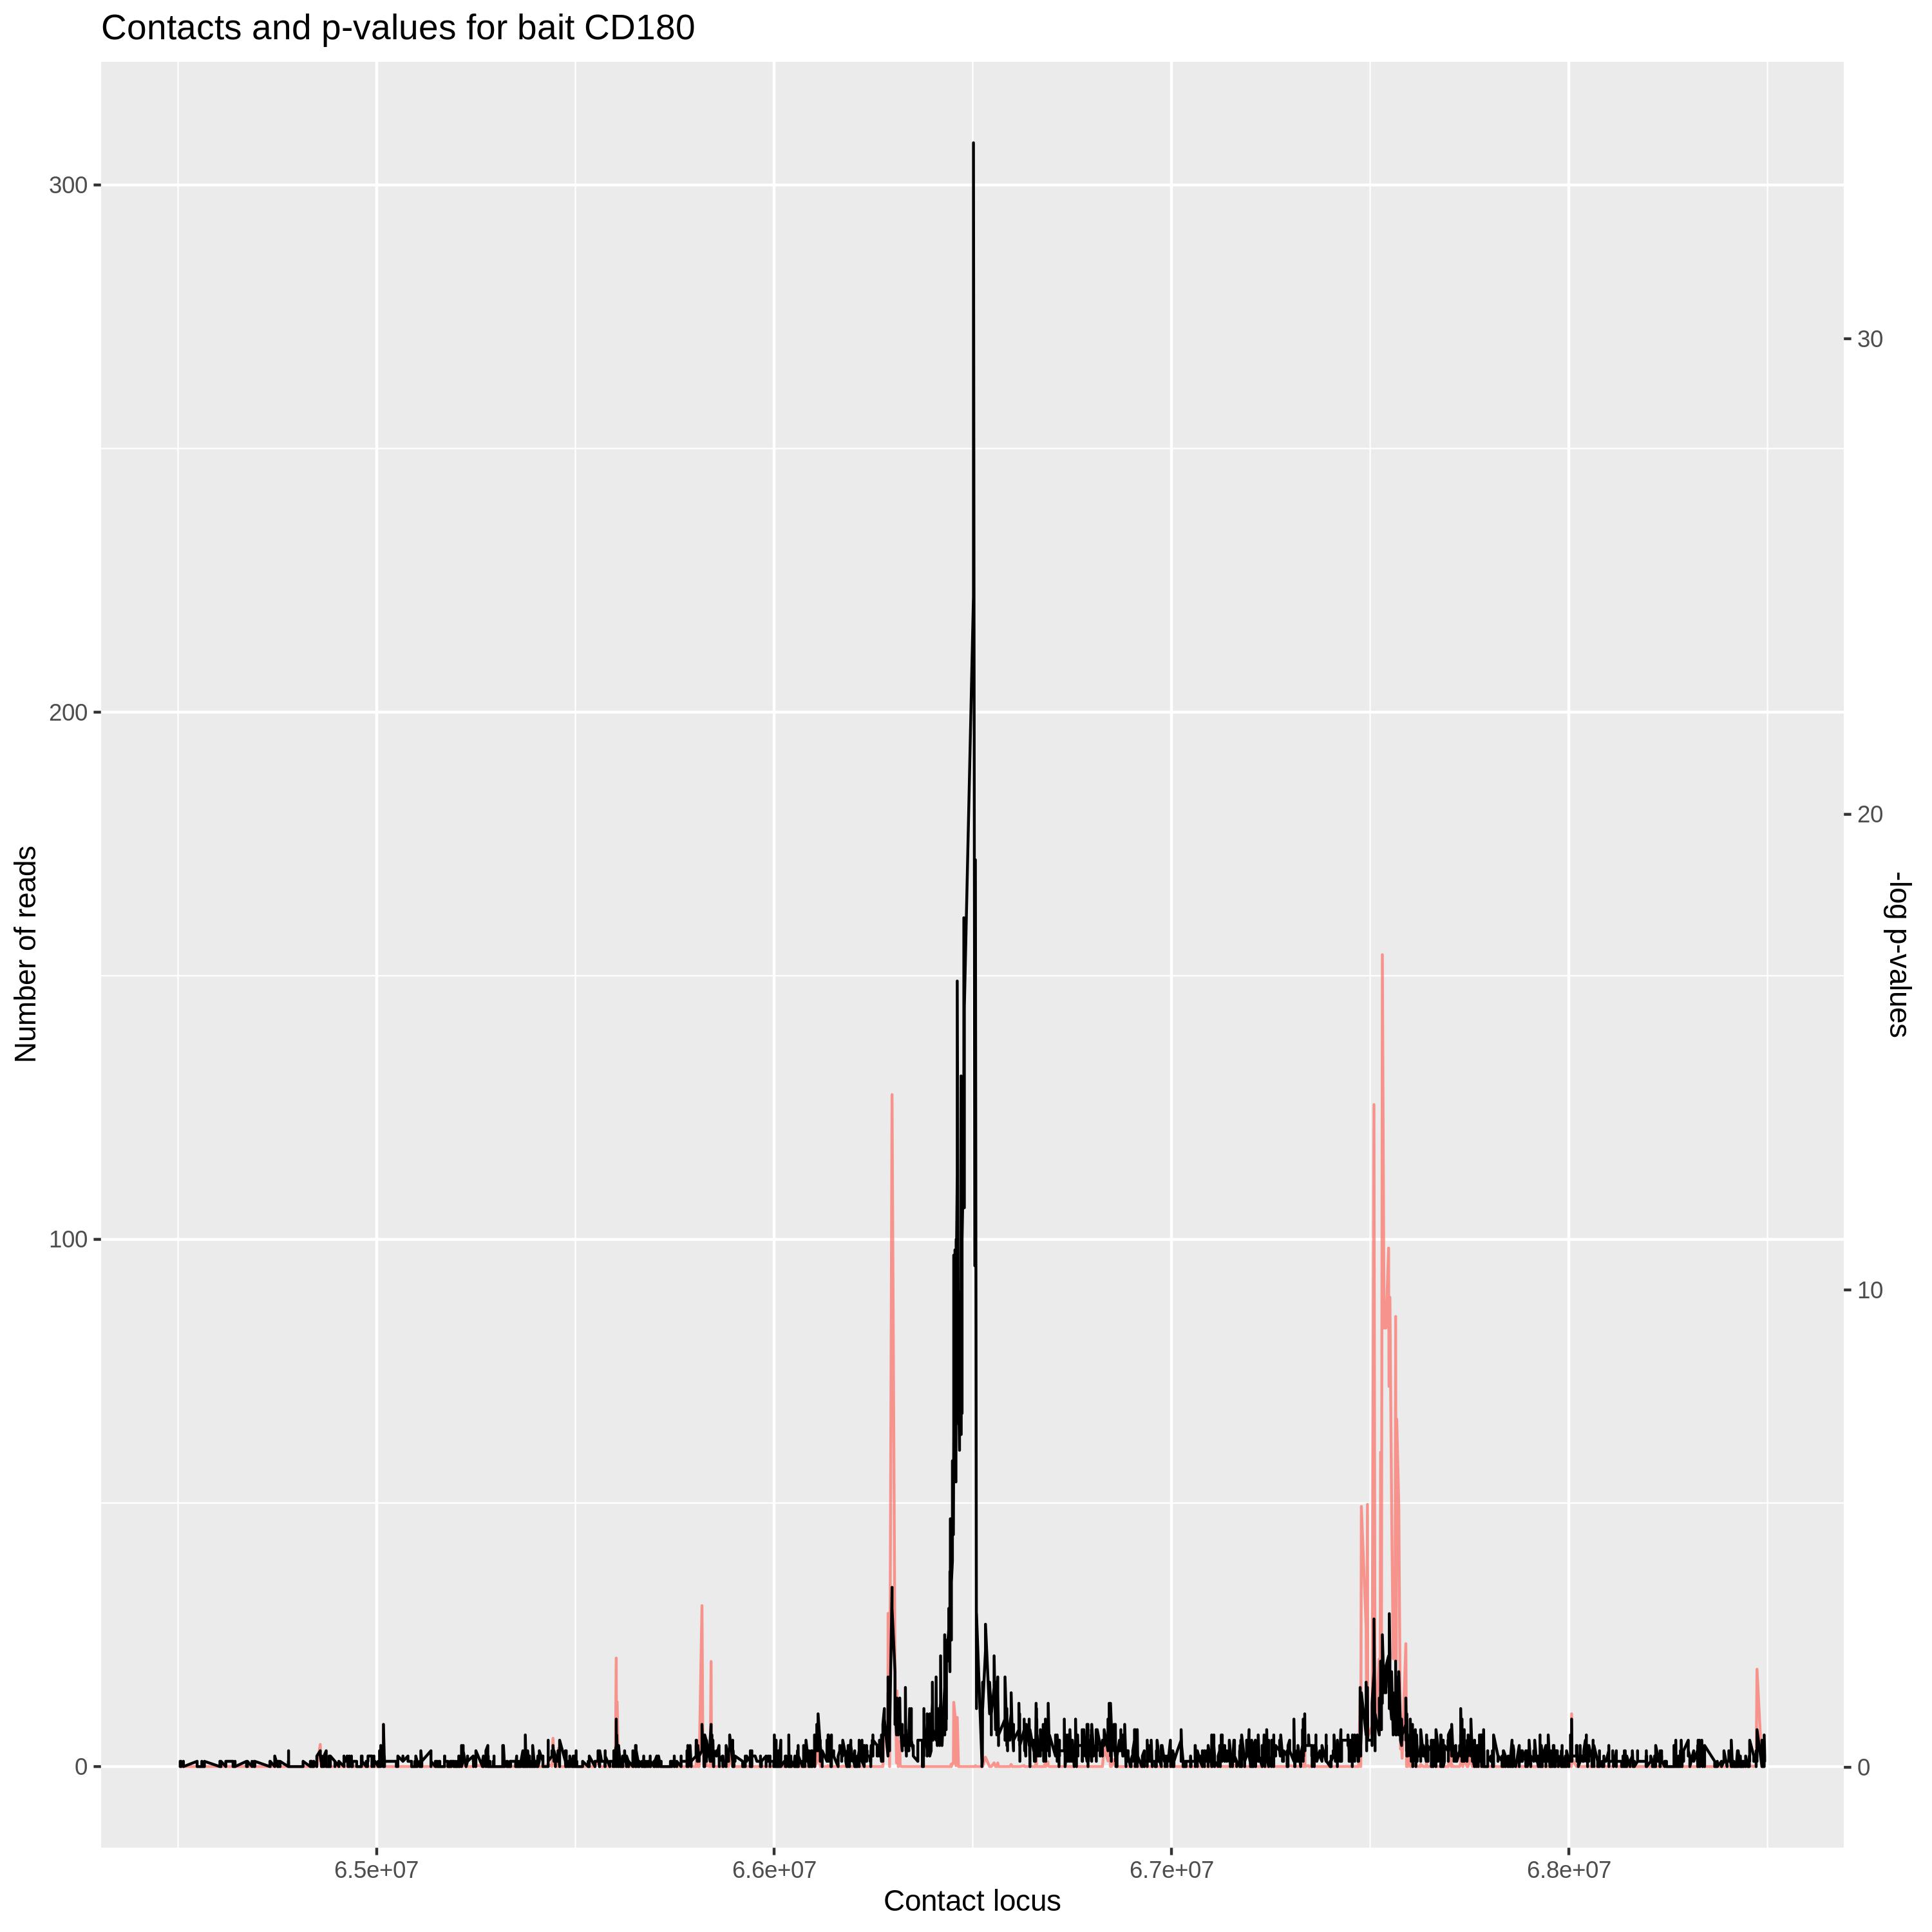 Contacts and p-values for bait CD180
300
200
100
0
Number of reads
30
20
10
0
-log p-values
6.5e+07
6.6e+07
6.7e+07
6.8e+07
Contact locus